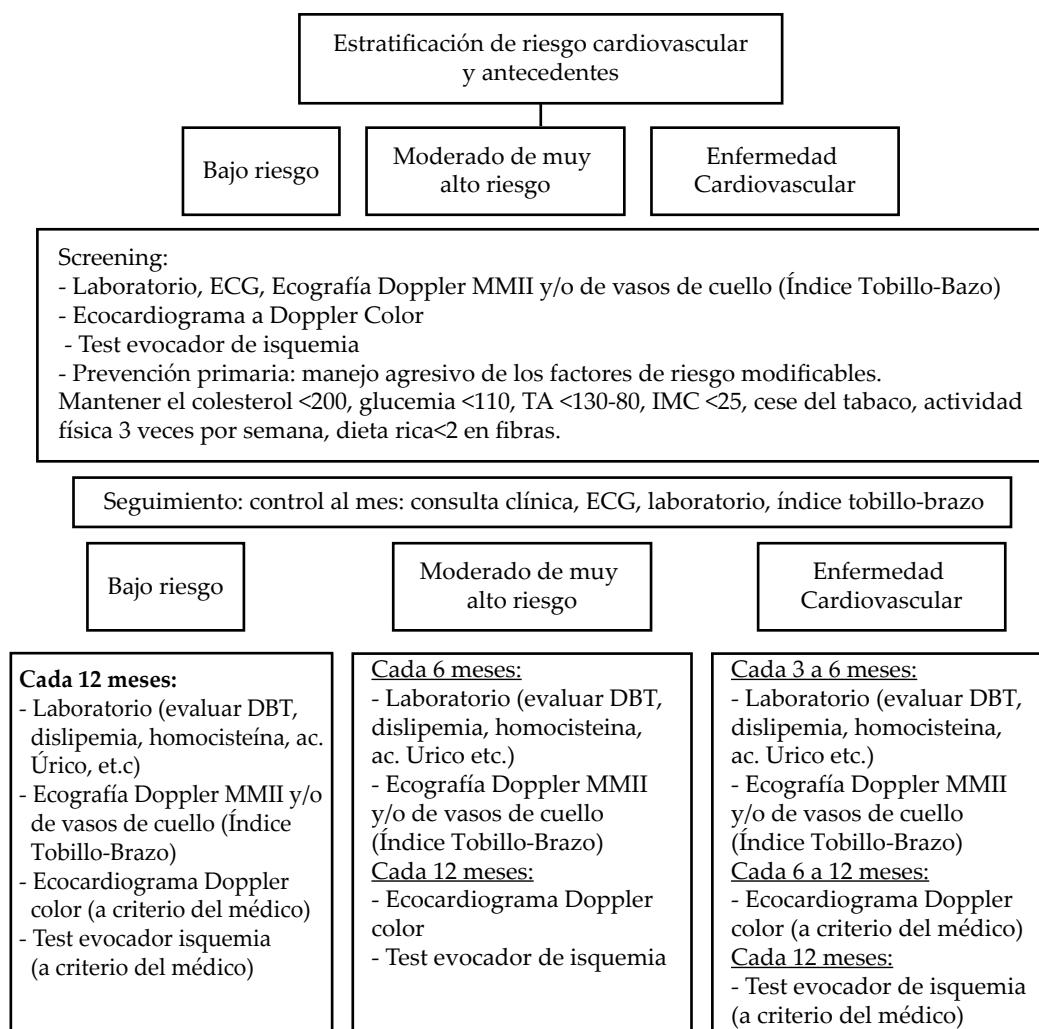 Estratificación de riesgo cardiovascular
y antecedentes
Bajo riesgo
Moderado de muy
alto riesgo
Enfermedad
Cardiovascular
Screening:
- Laboratorio, ECG, Ecografía Doppler MMII y/o de vasos de cuello (Índice Tobillo-Bazo)
- Ecocardiograma a Doppler Color
- Test evocador de isquemia
- Prevención primaria: manejo agresivo de los factores de riesgo modificables.
Mantener el colesterol <200, glucemia <110, TA <130-80, IMC <25, cese del tabaco, actividad
física 3 veces por semana, dieta rica<2 en fibras.
Seguimiento: control al mes: consulta clínica, ECG, laboratorio, índice tobillo-brazo
Bajo riesgo
Moderado de muy
alto riesgo
Enfermedad
Cardiovascular
Cada 12 meses:
- Laboratorio (evaluar DBT,
dislipemia, homocisteína, ac.
Úrico, et.c)
- Ecografía Doppler MMII y/o
de vasos de cuello (Índice
Tobillo-Brazo)
- Ecocardiograma Doppler
color (a criterio del médico)
- Test evocador isquemia
(a criterio del médico)
Cada 6 meses:
- Laboratorio (evaluar DBT,
dislipemia, homocisteina,
ac. Urico etc.)
- Ecografía Doppler MMII
y/o de vasos de cuello
(Índice Tobillo-Brazo)
Cada 12 meses:
- Ecocardiograma Doppler
color
- Test evocador de isquemia
Cada 3 a 6 meses:
- Laboratorio (evaluar DBT,
dislipemia, homocisteina,
ac. Urico etc.)
- Ecografía Doppler MMII
y/o de vasos de cuello
(Índice Tobillo-Brazo)
Cada 6 a 12 meses:
- Ecocardiograma Doppler
color (a criterio del médico)
Cada 12 meses:
- Test evocador de isquemia
(a criterio del médico)